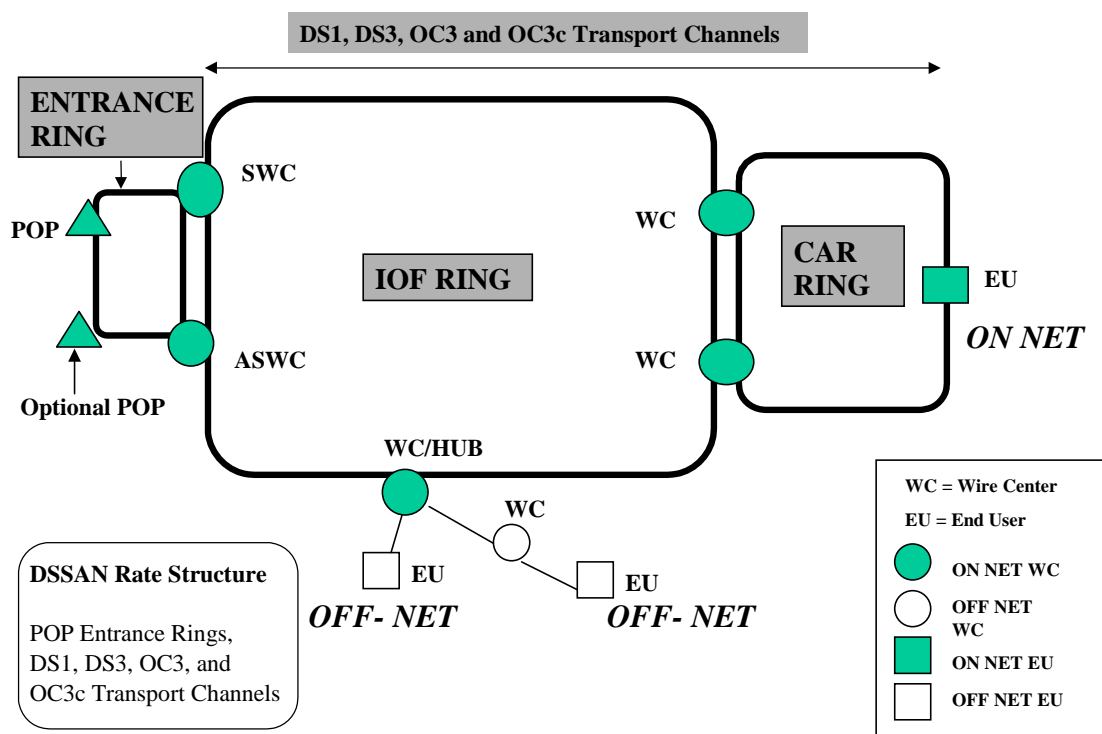 DS1, DS3, OC3 and OC3c Transport Channels
ENTRANCE
RING
SWC
POP
WC
IOF RING
CAR
RING
EU
ON NET
ASWC
WC
Optional POP
WC/HUB
WC
EU
OFF- NET
EU
OFF- NET
DSSAN Rate Structure
POP Entrance Rings,
DS1, DS3, OC3, and
OC3c Transport Channels
WC = Wire Center
EU = End User
ON NET WC
OFF NET
WC
ON NET EU
OFF NET EU